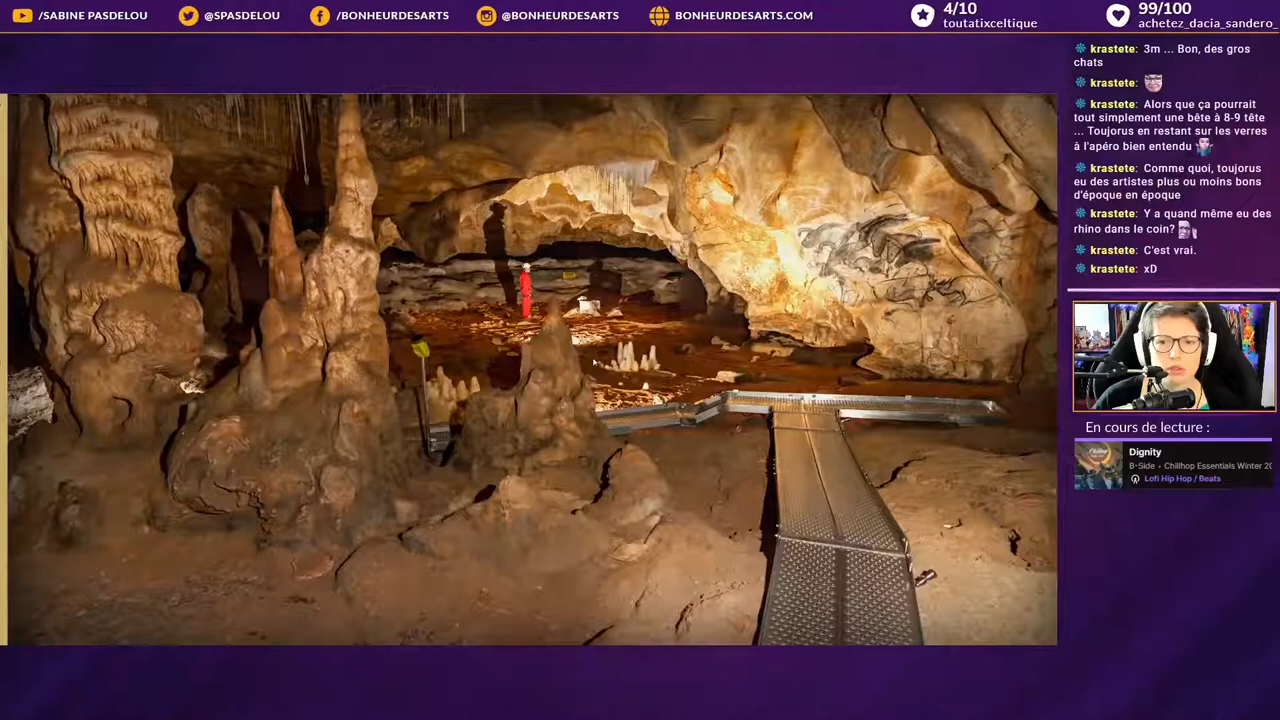 /SABINE PASDELOU
@SPASDELOU
/BONHEURDESARTS
@BONHEURDESARTS
BONHEURDESARTS.COM
4/10
toutatixceltique
99/100
achetez_dacia_sandero_
krastete: 3m ... Bon, des gros
chats
krastete:
krastete: Alors que ça pourrait
tout simplement une bête à 8-9 tête
... Toujorus en restant sur les verres
à l'apéro bien entendu
krastete: Comme quoi, toujorus
eu des artistes plus ou moins bons
d'époque en époque
krastete: Y a quand même eu des
rhino dans le coin?
krastete: C'est vrai.
krastete: xD
En cours de lecture :
Dignity
B-Side • Chillhop Essentials Winter 20
Lofi Hip Hop / Beats